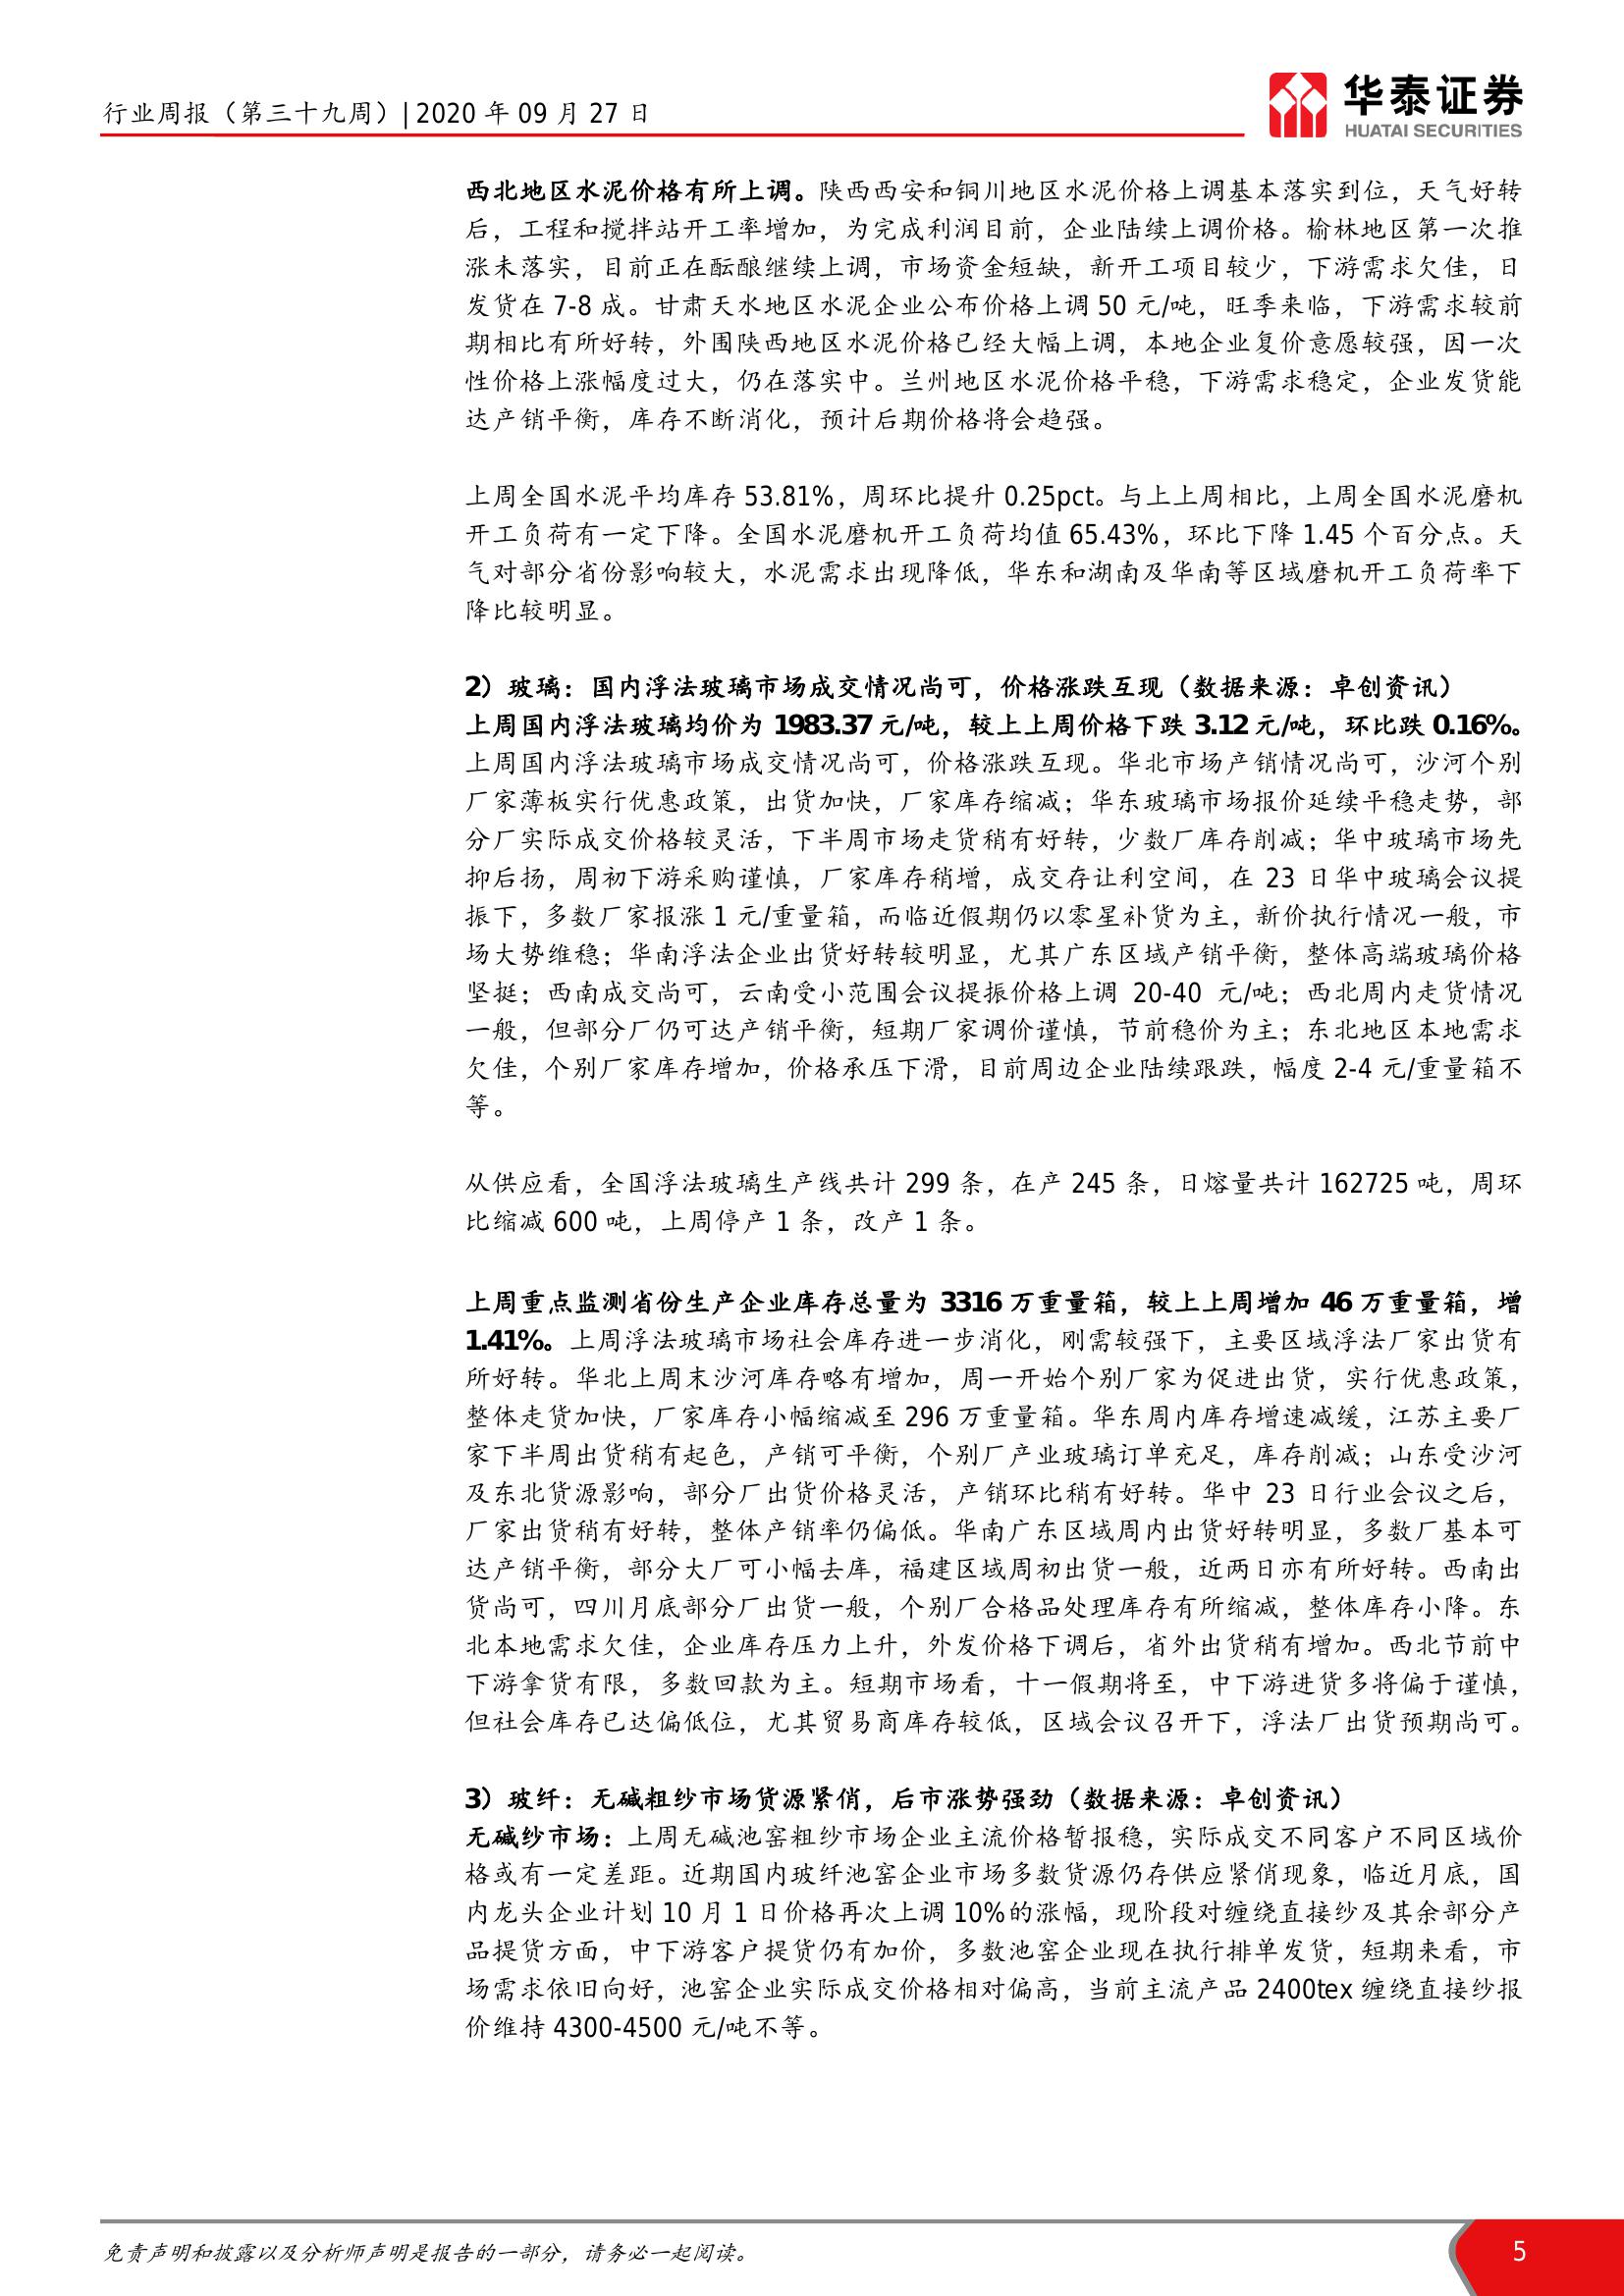 行业周报（第三十九周）| 2020 年 09 月 27 日
华泰证券
HUATAI SECURITIES
西北地区水泥价格有所上调。陕西西安和铜川地区水泥价格上调基本落实到位，天气好转
后，工程和搅拌站开工率增加，为完成利润目前，企业陆续上调价格。榆林地区第一次推
涨未落实，目前正在酝酿继续上调，市场资金短缺，新开工项目较少，下游需求欠佳，日
发货在 7-8 成。甘肃天水地区水泥企业公布价格上调 50 元/吨，旺季来临，下游需求较前
期相比有所好转，外围陕西地区水泥价格已经大幅上调，本地企业复价意愿较强，因一次
性价格上涨幅度过大，仍在落实中。兰州地区水泥价格平稳，下游需求稳定，企业发货能
达产销平衡，库存不断消化，预计后期价格将会趋强。
上周全国水泥平均库存 53.81%，周环比提升 0.25pct。与上上周相比，上周全国水泥磨机
开工负荷有一定下降。全国水泥磨机开工负荷均值 65.43%，环比下降 1.45 个百分点。天
气对部分省份影响较大，水泥需求出现降低，华东和湖南及华南等区域磨机开工负荷率下
降比较明显。
2）玻璃：国内浮法玻璃市场成交情况尚可，价格涨跌互现（数据来源：卓创资讯）
上周国内浮法玻璃均价为 1983.37 元/吨，较上上周价格下跌 3.12 元/吨，环比跌 0.16%。
上周国内浮法玻璃市场成交情况尚可，价格涨跌互现。华北市场产销情况尚可，沙河个别
厂家薄板实行优惠政策，出货加快，厂家库存缩减；华东玻璃市场报价延续平稳走势，部
分厂实际成交价格较灵活，下半周市场走货稍有好转，少数厂库存削减；华中玻璃市场先
抑后扬，周初下游采购谨慎，厂家库存稍增，成交存让利空间，在 23 日华中玻璃会议提
振下，多数厂家报涨 1 元/重量箱，而临近假期仍以零星补货为主，新价执行情况一般，市
场大势维稳；华南浮法企业出货好转较明显，尤其广东区域产销平衡，整体高端玻璃价格
坚挺；西南成交尚可，云南受小范围会议提振价格上调 20-40 元/吨；西北周内走货情况
一般，但部分厂仍可达产销平衡，短期厂家调价谨慎，节前稳价为主；东北地区本地需求
欠佳，个别厂家库存增加，价格承压下滑，目前周边企业陆续跟跌，幅度 2-4 元/重量箱不
等。
从供应看，全国浮法玻璃生产线共计 299 条，在产 245 条，日熔量共计 162725 吨，周环
比缩减 600 吨，上周停产 1 条，改产 1 条。
上周重点监测省份生产企业库存总量为 3316 万重量箱，较上上周增加 46 万重量箱，增
1.41%。上周浮法玻璃市场社会库存进一步消化，刚需较强下，主要区域浮法厂家出货有
所好转。华北上周末沙河库存略有增加，周一开始个别厂家为促进出货，实行优惠政策，
整体走货加快，厂家库存小幅缩减至 296 万重量箱。华东周内库存增速减缓，江苏主要厂
家下半周出货稍有起色，产销可平衡，个别厂产业玻璃订单充足，库存削减；山东受沙河
及东北货源影响，部分厂出货价格灵活，产销环比稍有好转。华中 23 日行业会议之后，
厂家出货稍有好转，整体产销率仍偏低。华南广东区域周内出货好转明显，多数厂基本可
达产销平衡，部分大厂可小幅去库，福建区域周初出货一般，近两日亦有所好转。西南出
货尚可，四川月底部分厂出货一般，个别厂合格品处理库存有所缩减，整体库存小降。东
北本地需求欠佳，企业库存压力上升，外发价格下调后，省外出货稍有增加。西北节前中
下游拿货有限，多数回款为主。短期市场看，十一假期将至，中下游进货多将偏于谨慎，
但社会库存已达偏低位，尤其贸易商库存较低，区域会议召开下，浮法厂出货预期尚可。
3）玻纤：无碱粗纱市场货源紧俏，后市涨势强劲（数据来源：卓创资讯）
无碱纱市场：上周无碱池窑粗纱市场企业主流价格暂报稳，实际成交不同客户不同区域价
格或有一定差距。近期国内玻纤池窑企业市场多数货源仍存供应紧俏现象，临近月底，国
内龙头企业计划 10 月 1 日价格再次上调 10%的涨幅，现阶段对缠绕直接纱及其余部分产
品提货方面，中下游客户提货仍有加价，多数池窑企业现在执行排单发货，短期来看，市
场需求依旧向好，池窑企业实际成交价格相对偏高，当前主流产品 2400tex 缠绕直接纱报
价维持 4300-4500 元/吨不等。
免责声明和披露以及分析师声明是报告的一部分，请务必一起阅读。
5